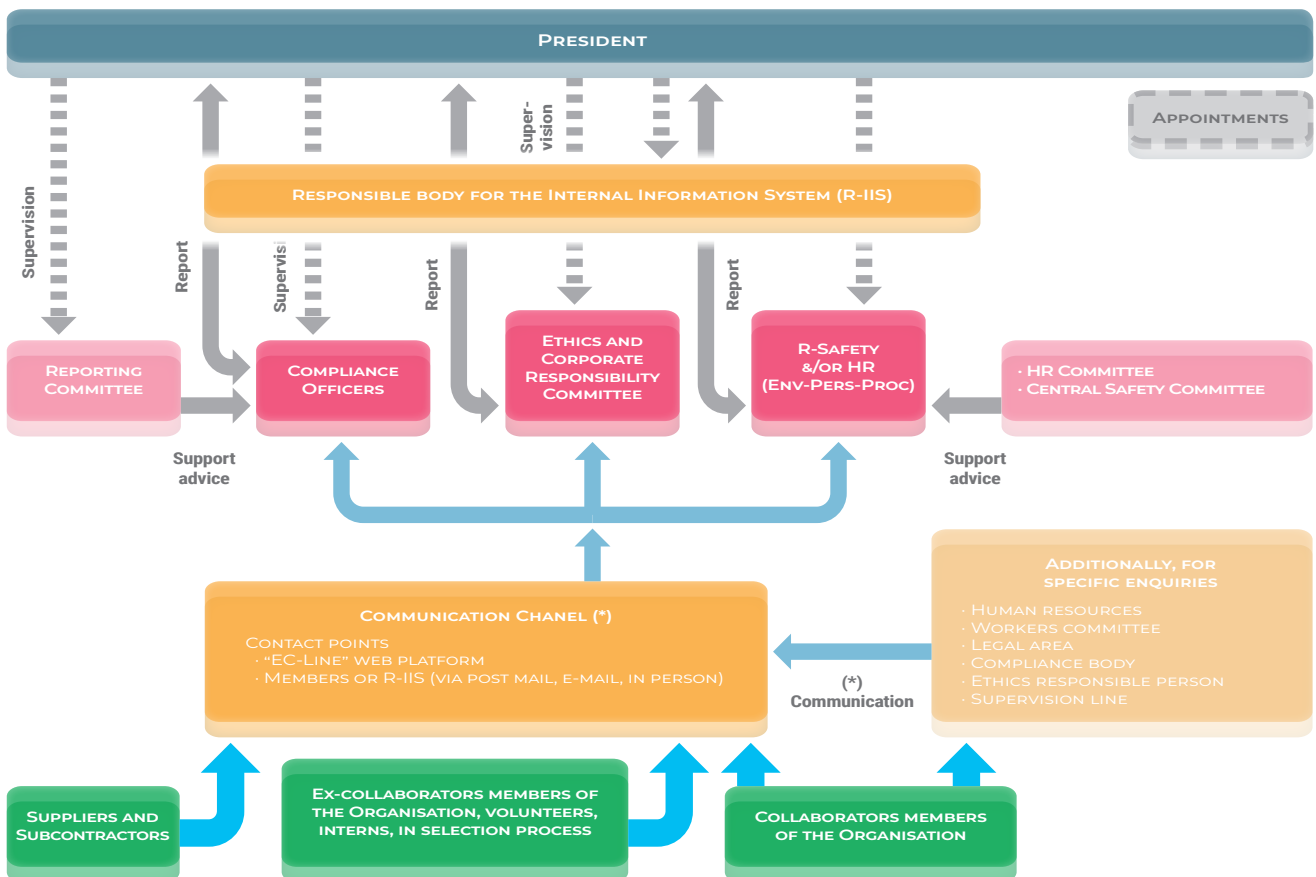 PRESIDENT
APPOINTMENTS
Super-
vision
RESPONSIBLE BODY FOR THE INTERNAL INFORMATION SYSTEM (R-IIS)
Supervision
Report
Supervisi
Report
Report
REPORTING
COMMITTEE
COMPLIANCE
OFFICERS
ETHICS AND
CORPORATE
RESPONSIBILITY
COMMITTEE
R-SAFETY
&/OR HR
(ENV-PERS-PROC)
· HR COMMITTEE
· CENTRAL SAFETY COMMITTEE
Support
advice
Support
advice
COMMUNICATION CHANEL (*)
CONTACT POINTS
· “EC-LINE” WEB PLATFORM
· MEMBERS OR R-IIS (VIA POST MAIL, E-MAIL, IN PERSON)
(*)
Communication
ADDITIONALLY, FOR
SPECIFIC ENQUIRIES
· HUMAN RESOURCES
· WORKERS COMMITTEE
· LEGAL AREA
· COMPLIANCE BODY
· ETHICS RESPONSIBLE PERSON
· SUPERVISION LINE
SUPPLIERS AND
SUBCONTRACTORS
EX-COLLABORATORS MEMBERS OF
THE ORGANISATION, VOLUNTEERS,
INTERNS, IN SELECTION PROCESS
COLLABORATORS MEMBERS
OF THE ORGANISATION